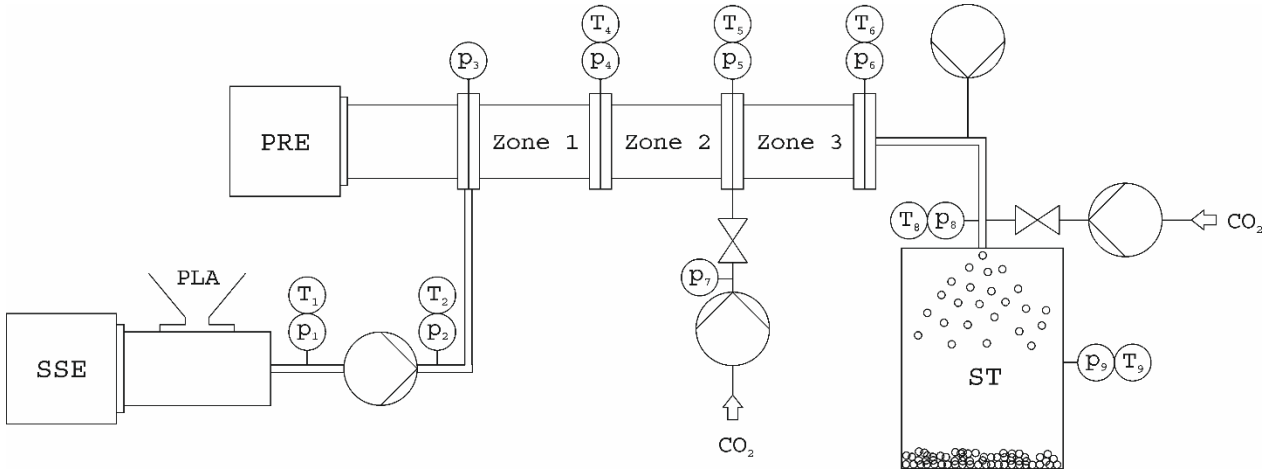 T₄ T₅ T₆
p₃ p₄ p₅ p₆
PRE Zone 1 Zone 2 Zone 3
T₈ p₈ CO₂
PLA p₇
T₁ T₂
p₁ p₂
SSE ST p₉ T₉
CO₂